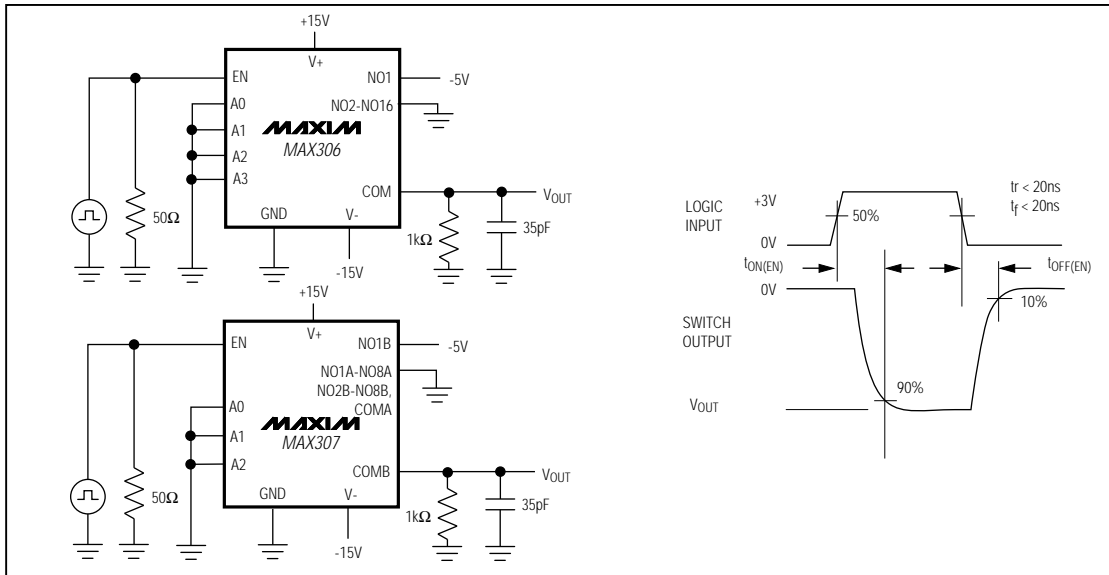 +15V
V+
EN
NO1
-5V
A0
NO2-NO16
A1
MAXIM
A2
MAX306
A3
COM
VOUT
50Ω
GND
V-
1kΩ
35pF
-15V
+15V
V+
EN
NO1B
-5V
NO1A-NO8A
NO2B-NO8B,
COMA
A0
MAXIM
A1
MAX307
A2
COMB
VOUT
50Ω
GND
V-
1kΩ
35pF
-15V
LOGIC
INPUT
+3V
50%
tr < 20ns
tf < 20ns
0V
tON(EN)
tOFF(EN)
0V
10%
SWITCH
OUTPUT
90%
VOUT